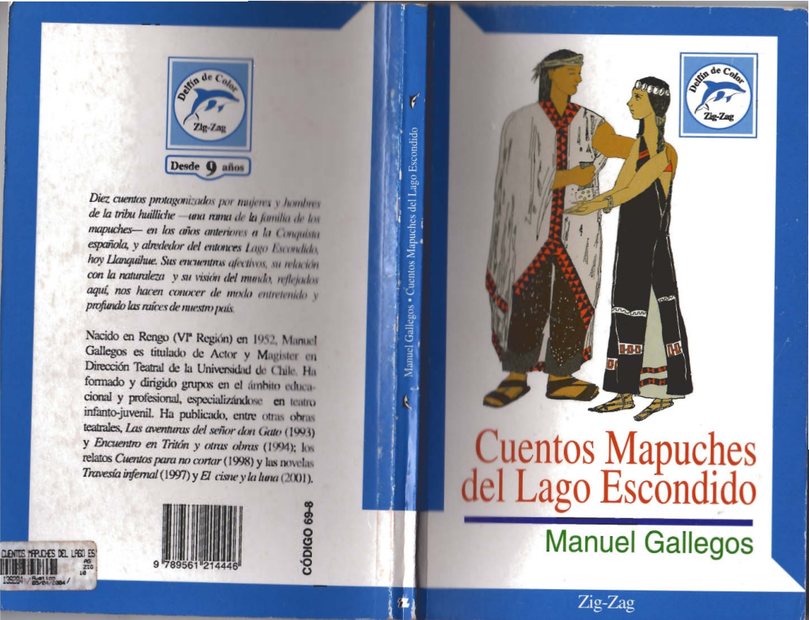 Delfín de Color
Zig-Zag
Desde 9 años
Diez cuentos protagonizados por mujeres y hombres
de la tribu huilliche —una rama de la familia de los
mapuches— en los años anteriores a la Conquista
española, y alrededor del entonces Lago Escondido,
hoy Llanquihue. Sus encuentros afectivos, su relación
con la naturaleza y su visión del mundo, reflejados
aquí, nos hacen conocer de modo entretenido y
profundo las raíces de nuestro país.
Nacido en Rengo (VIª Región) en 1952, Manuel
Gallegos es titulado de Actor y Magister en
Dirección Teatral de la Universidad de Chile. Ha
formado y dirigido grupos en el ámbito educa-
cional y profesional, especializándose en teatro
infanto-juvenil. Ha publicado, entre otras obras
teatrales, Las aventuras del señor don Gato (1993)
y Encuentro en Tritón y otras obras (1994); los
relatos Cuentos para no cortar (1998) y las novelas
Travesía infernal (1997) y El cisne y la luna (2001).
9 789561 214446
CÓDIGO 69-8
CUENTOS MAPUCHES DEL LAGO ES
Manuel Gallegos • Cuentos Mapuches del Lago Escondido
Delfín de Color
Zig-Zag
Cuentos Mapuches
del Lago Escondido
Manuel Gallegos
Zig-Zag